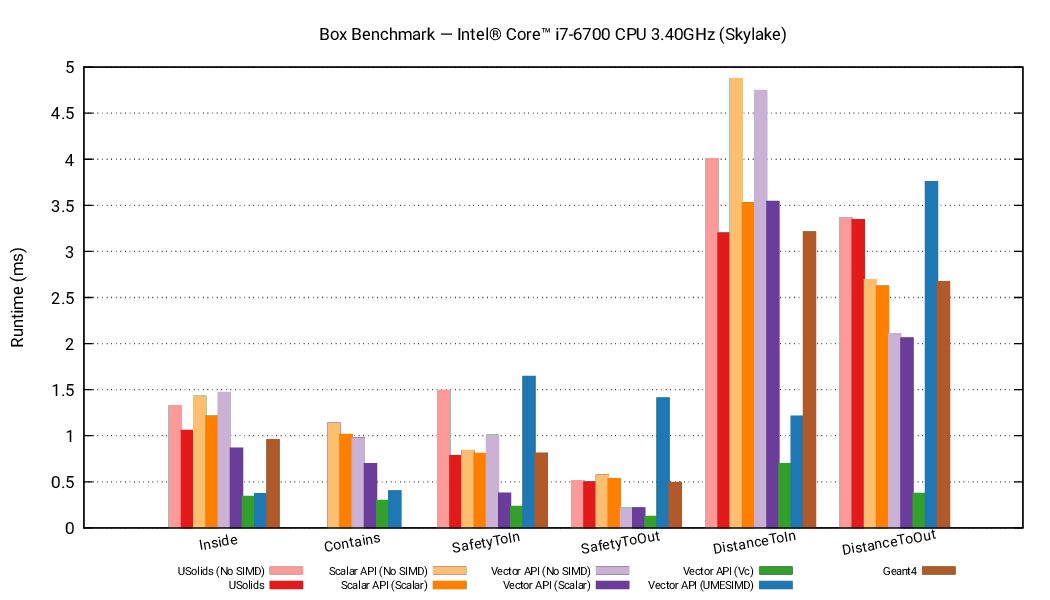 Box Benchmark — Intel® Core™ i7-6700 CPU 3.40GHz (Skylake)
Runtime (ms)
5
4.5
4
3.5
3
2.5
2
1.5
1
0.5
0
Inside Contains SafetyToIn SafetyToOut DistanceToIn DistanceToOut
USolids (No SIMD) Scalar API (No SIMD) Vector API (No SIMD) Vector API (Vc) Geant4
USolids Scalar API (Scalar) Vector API (Scalar) Vector API (UMESIMD)